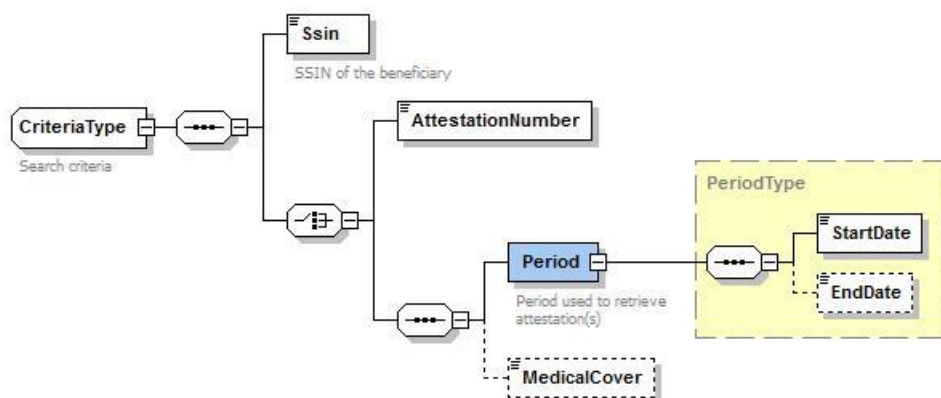 Ssin
SSIN of the beneficiary
CriteriaType
Search criteria
AttestationNumber
PeriodType
StartDate
Period
EndDate
Period used to retrieve
attestation(s)
MedicalCover